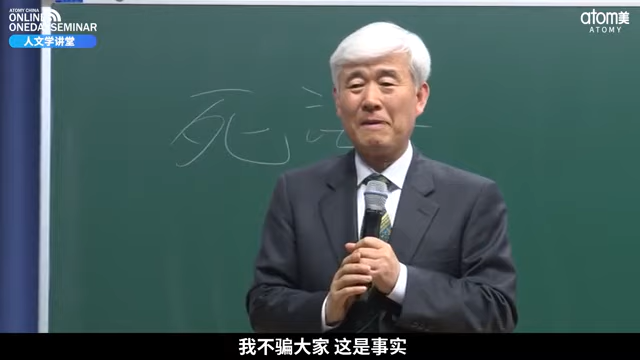 ATOMY CHINA
ONLINE
ONEDAY SEMINAR
人文学讲堂
atom美
ATOMY
死
我不骗大家 这是事实